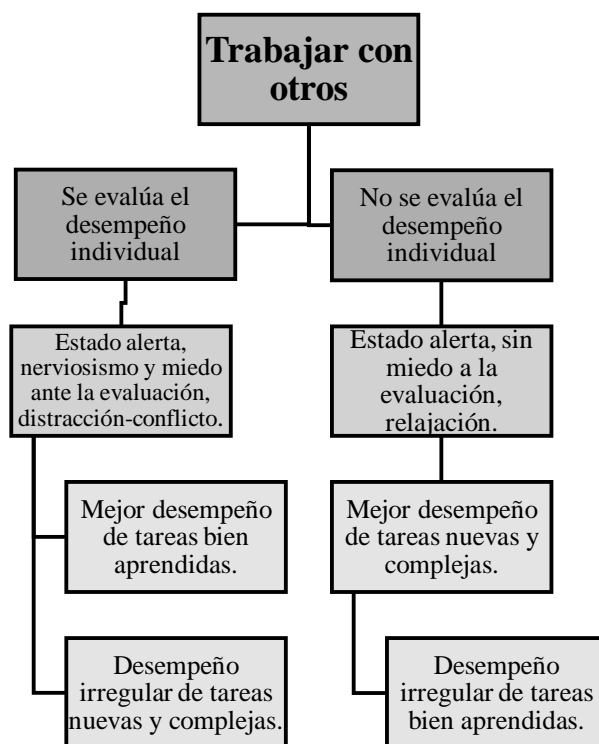 Trabajar con
otros
Se evalúa el
desempeño
individual
No se evalúa el
desempeño
individual
Estado alerta,
nerviosismo y miedo
ante la evaluación,
distracción-conflicto.
Estado alerta, sin
miedo a la
evaluación,
relajación.
Mejor desempeño
de tareas bien
aprendidas.
Mejor desempeño
de tareas nuevas y
complejas.
Desempeño
irregular de tareas
nuevas y complejas.
Desempeño
irregular de tareas
bien aprendidas.